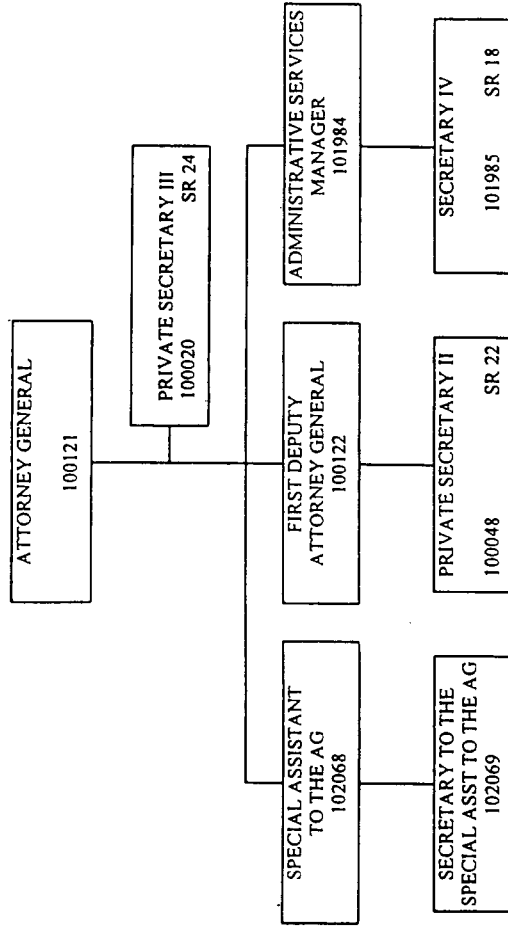 ATTORNEY GENERAL
100121
PRIVATE SECRETARY III
100020 SR 24
SPECIAL ASSISTANT
TO THE AG
102068
FIRST DEPUTY
ATTORNEY GENERAL
100122
ADMINISTRATIVE SERVICES
MANAGER
101984
SECRETARY TO THE
SPECIAL ASST TO THE AG
102069
PRIVATE SECRETARY II
100048 SR 22
SECRETARY IV
101985 SR 18